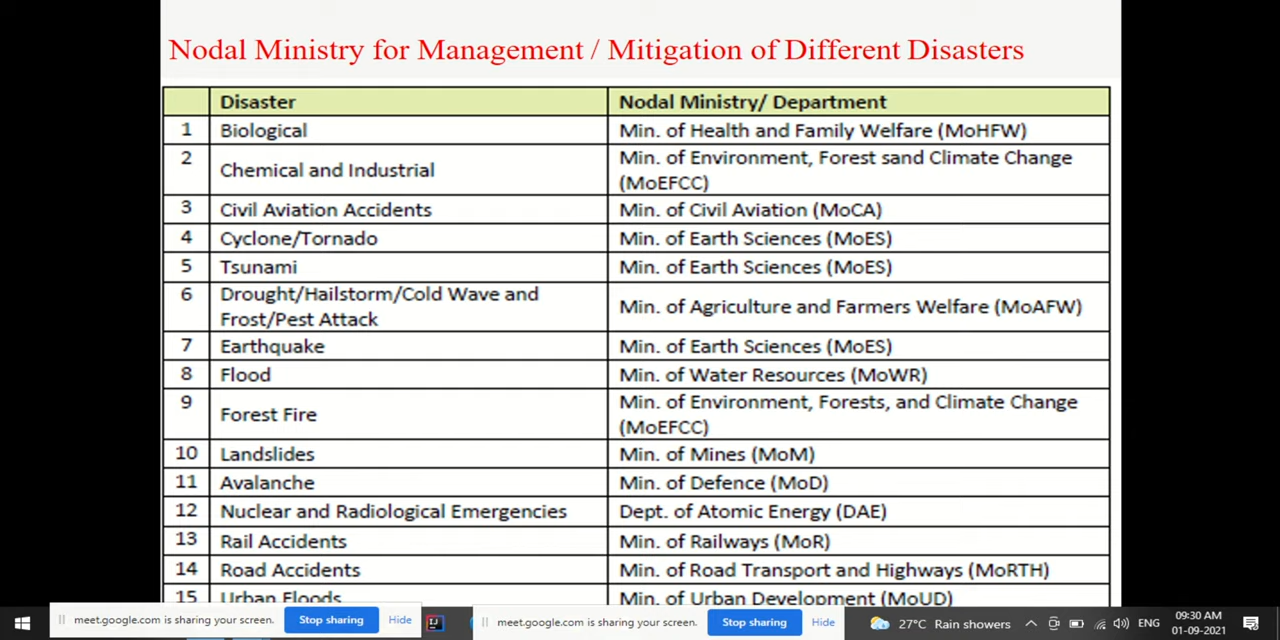 Nodal Ministry for Management / Mitigation of Different Disasters
Disaster Nodal Ministry/ Department
1 Biological Min. of Health and Family Welfare (MoHFW)
2 Chemical and Industrial Min. of Environment, Forest sand Climate Change
(MoEFCC)
3 Civil Aviation Accidents Min. of Civil Aviation (MoCA)
4 Cyclone/Tornado Min. of Earth Sciences (MoES)
5 Tsunami Min. of Earth Sciences (MoES)
6 Drought/Hailstorm/Cold Wave and
Frost/Pest Attack Min. of Agriculture and Farmers Welfare (MoAFW)
7 Earthquake Min. of Earth Sciences (MoES)
8 Flood Min. of Water Resources (MoWR)
9 Forest Fire Min. of Environment, Forests, and Climate Change
(MoEFCC)
10 Landslides Min. of Mines (MoM)
11 Avalanche Min. of Defence (MoD)
12 Nuclear and Radiological Emergencies Dept. of Atomic Energy (DAE)
13 Rail Accidents Min. of Railways (MoR)
14 Road Accidents Min. of Road Transport and Highways (MoRTH)
15 Urban Floods Min. of Urban Development (MoUD)
meet.google.com is sharing your screen. Stop sharing Hide
meet.google.com is sharing your screen. Stop sharing Hide
27°C Rain showers ENG 09:30 AM
01-09-2021